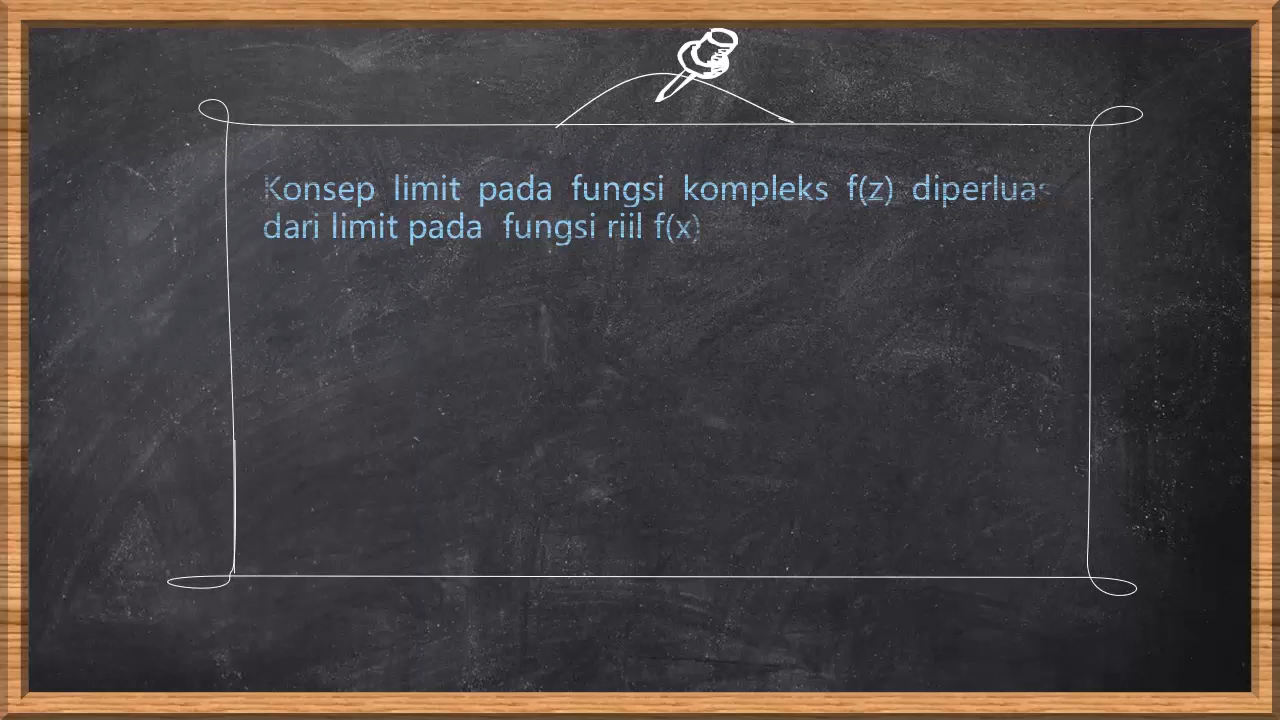 Konsep limit pada fungsi kompleks f(z) diperluas
dari limit pada fungsi riil f(x)